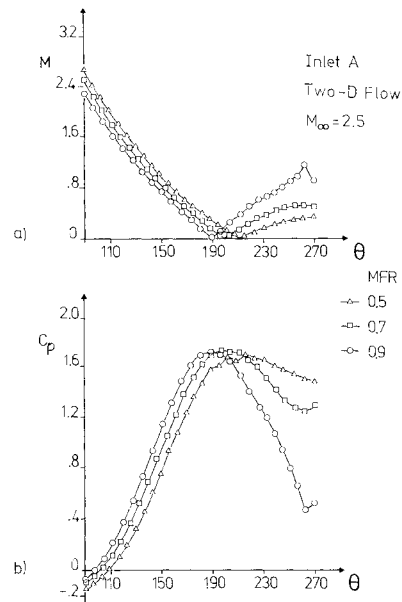 a)
3.2
M
2.4
1.6
.8
0
110 150 190 230 270 θ
Inlet A
Two-D Flow
M∞=2.5
MFR
0.5
0.7
0.9
b)
2.0
Cp
1.6
1.2
.8
.4
0
-.2
110 150 190 230 270 θ